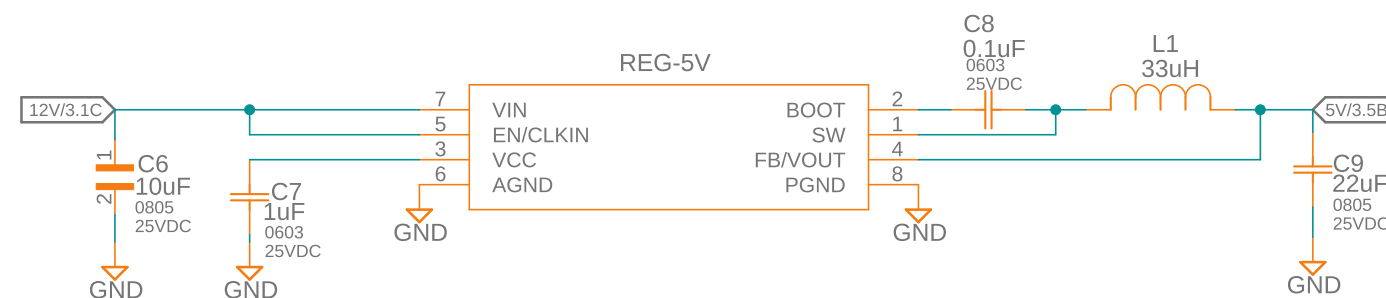 C8
0.1uF
0603
25VDC
L1
33uH
REG-5V
12V/3.1C
7
VIN
BOOT
2
5V/3.5B
5
EN/CLKIN
SW
1
3
VCC
FB/VOUT
4
6
AGND
PGND
8
1
C6
10uF
2
0805
25VDC
C7
1uF
0603
25VDC
C9
22uF
0805
25VDC
GND
GND
GND
GND
GND